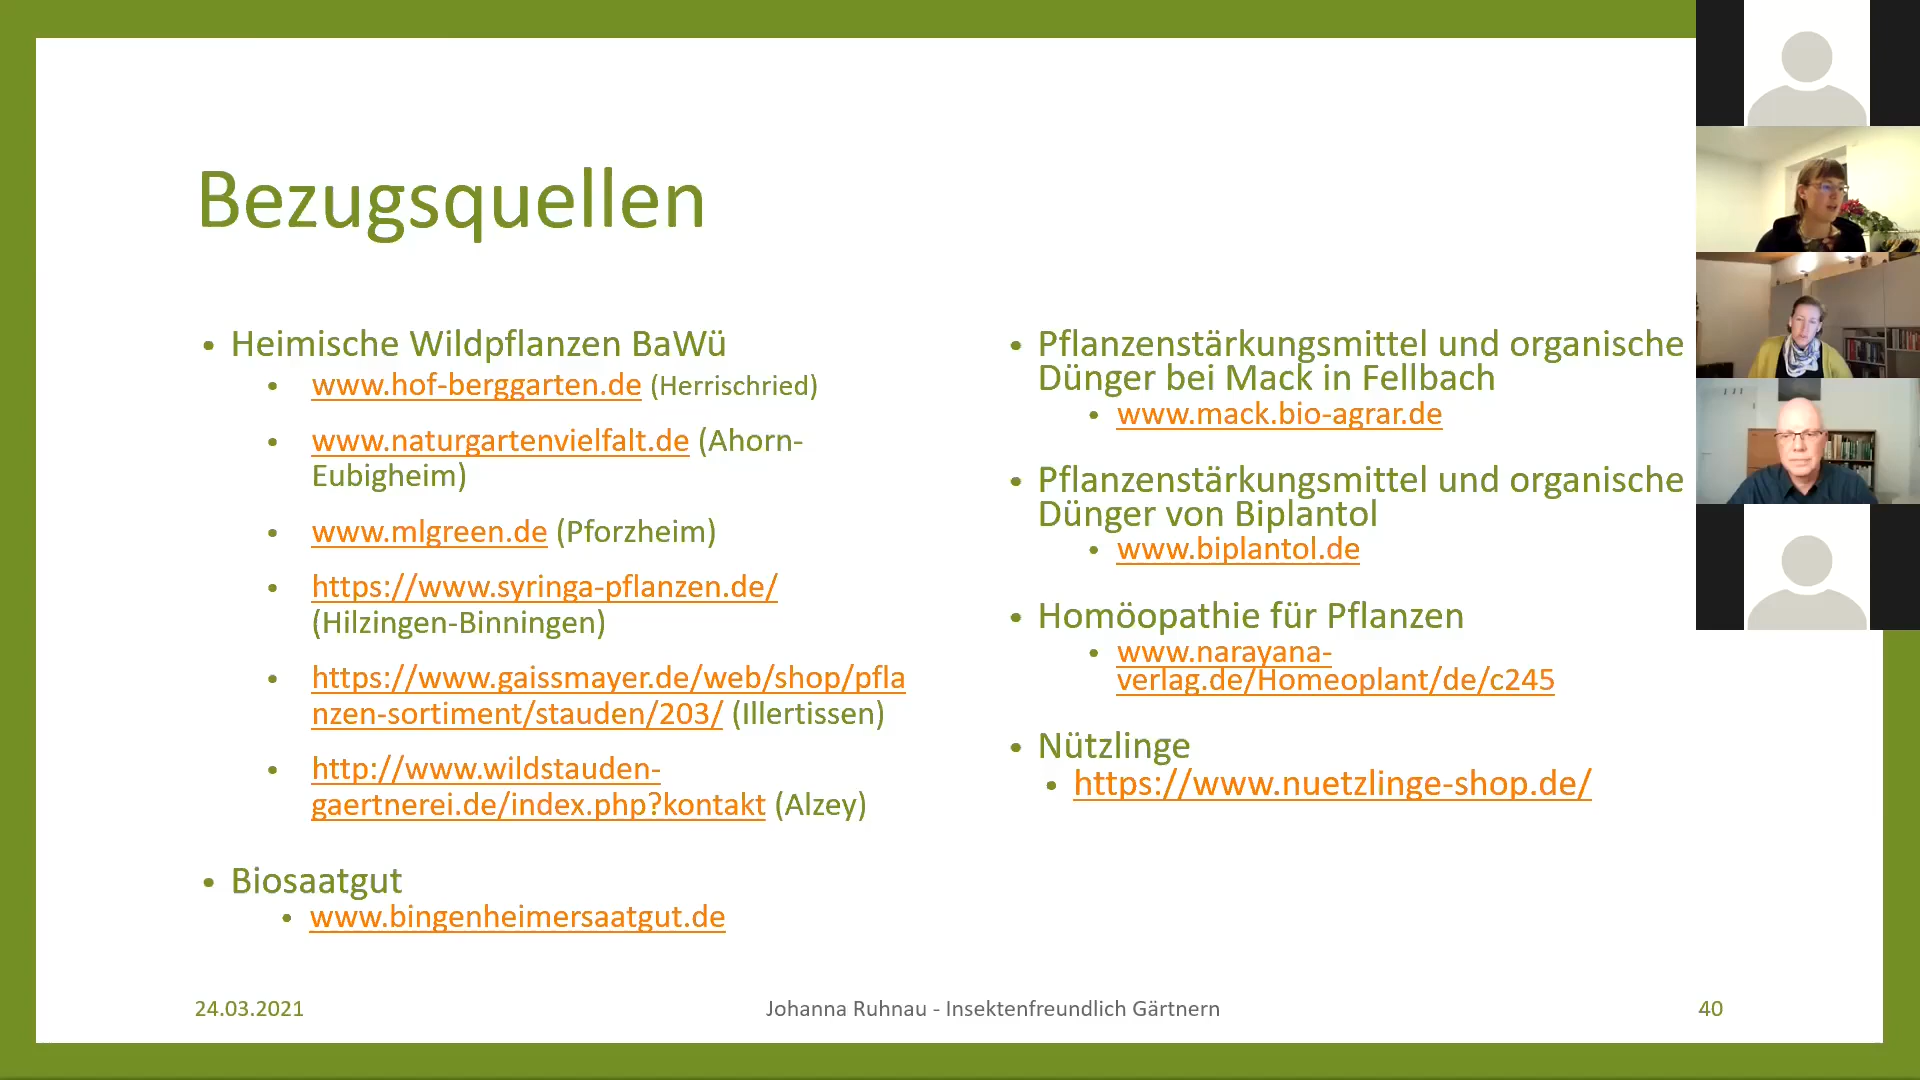 Bezugsquellen
• Heimische Wildpflanzen BaWü
• www.hof-berggarten.de (Herrischried)
• www.naturgartenvielfalt.de (Ahorn-
Eubigheim)
• www.mlgreen.de (Pforzheim)
• https://www.syringa-pflanzen.de/
(Hilzingen-Binningen)
• https://www.gaissmayer.de/web/shop/pfla
nzen-sortiment/stauden/203/ (Illertissen)
• http://www.wildstauden-
gaertnerei.de/index.php?kontakt (Alzey)
• Biosaatgut
• www.bingenheimersaatgut.de
• Pflanzenstärkungsmittel und organische
Dünger bei Mack in Fellbach
• www.mack.bio-agrar.de
• Pflanzenstärkungsmittel und organische
Dünger von Biplantol
• www.biplantol.de
• Homöopathie für Pflanzen
• www.narayana-
verlag.de/Homeoplant/de/c245
• Nützlinge
• https://www.nuetzlinge-shop.de/
24.03.2021
Johanna Ruhnau - Insektenfreundlich Gärtnern
40